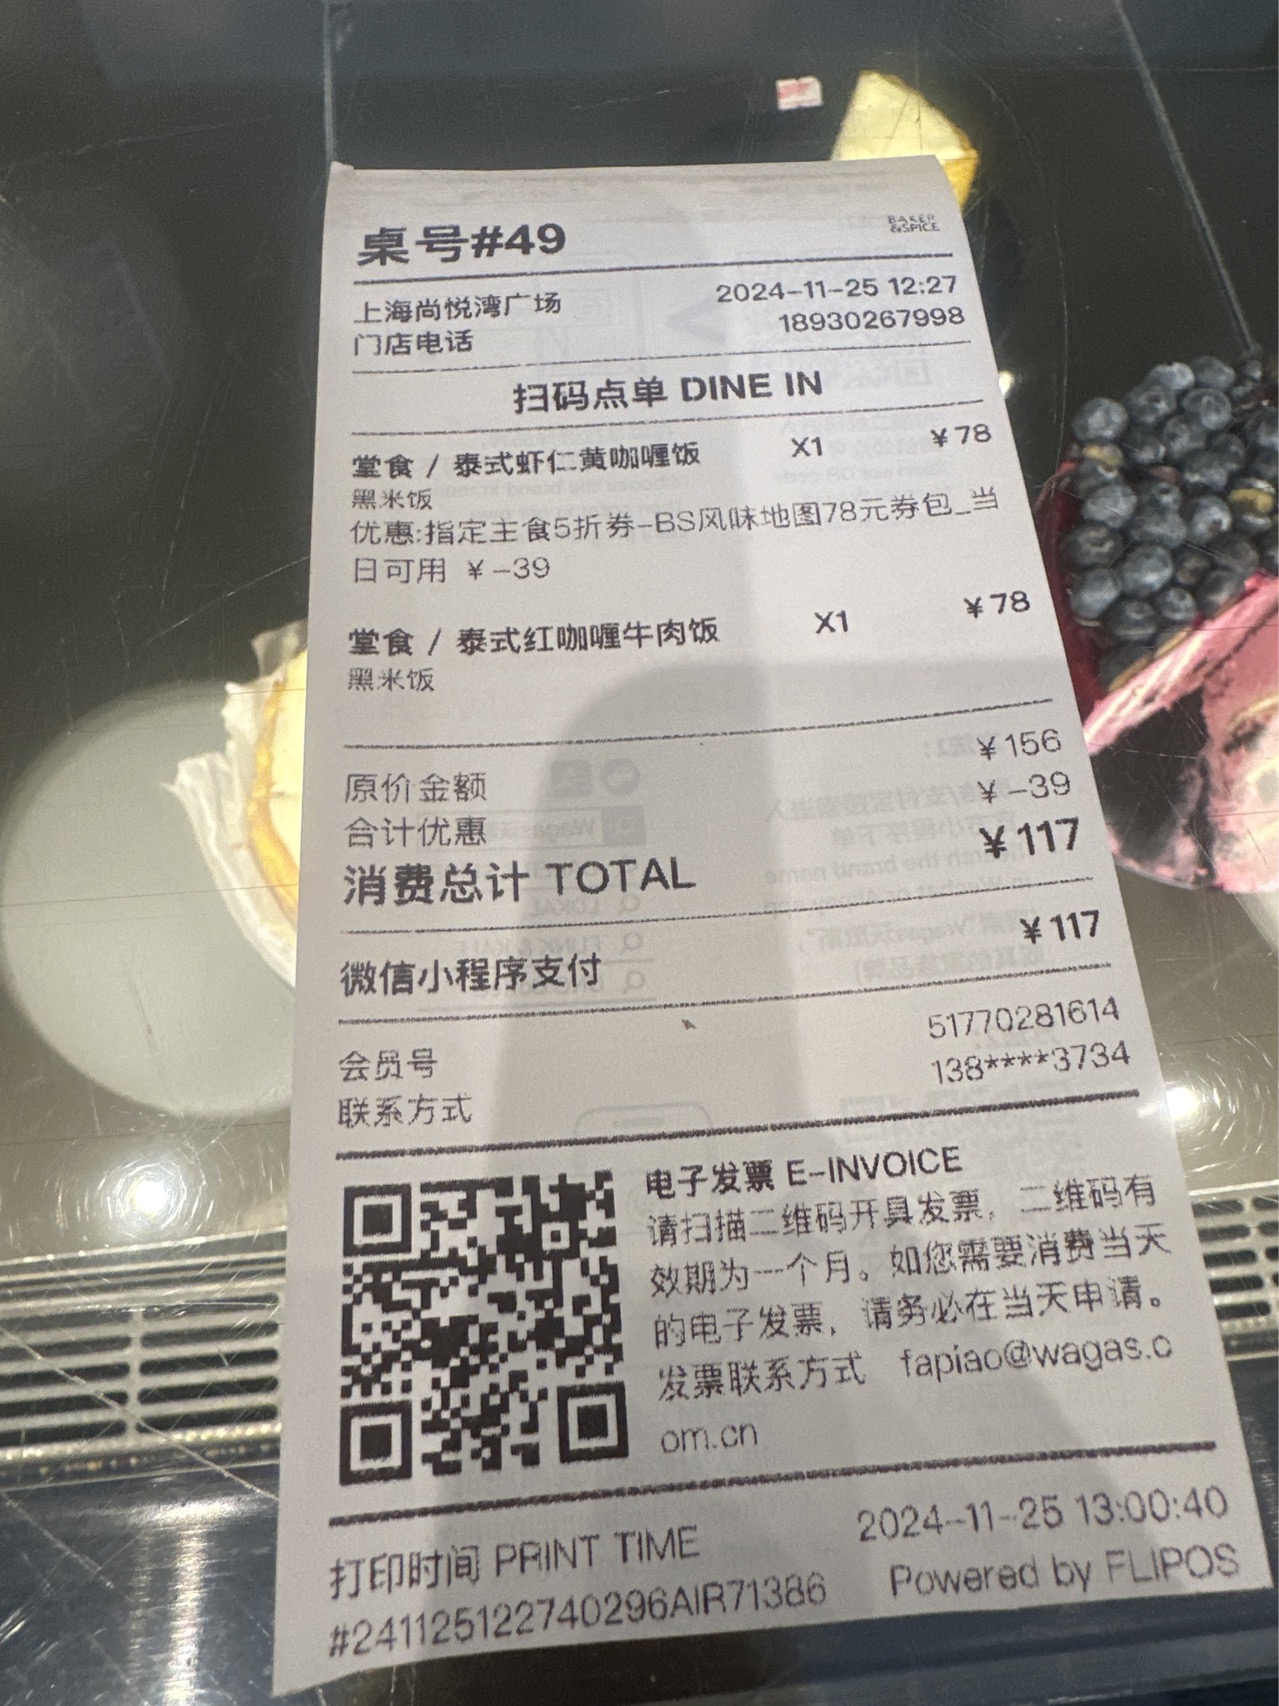 桌号#49
BAKER
&SPICE
上海尚悦湾广场 2024-11-25 12:27
门店电话 18930267998
扫码点单 DINE IN
堂食 / 泰式虾仁黄咖喱饭 X1 ¥78
黑米饭
优惠:指定主食5折券-BS风味地图78元券包_当
日可用 ¥-39
堂食 / 泰式红咖喱牛肉饭 X1 ¥78
黑米饭
原价金额 ¥156
合计优惠 ¥-39
消费总计 TOTAL ¥117
微信小程序支付 ¥117
会员号 51770281614
联系方式 138****3734
电子发票 E-INVOICE
请扫描二维码开具发票，二维码有
效期为一个月。如您需要消费当天
的电子发票，请务必在当天申请。
发票联系方式 fapiao@wagas.c
om.cn
打印时间 PRINT TIME 2024-11-25 13:00:40
#241125122740296AIR71386 Powered by FLIPOS